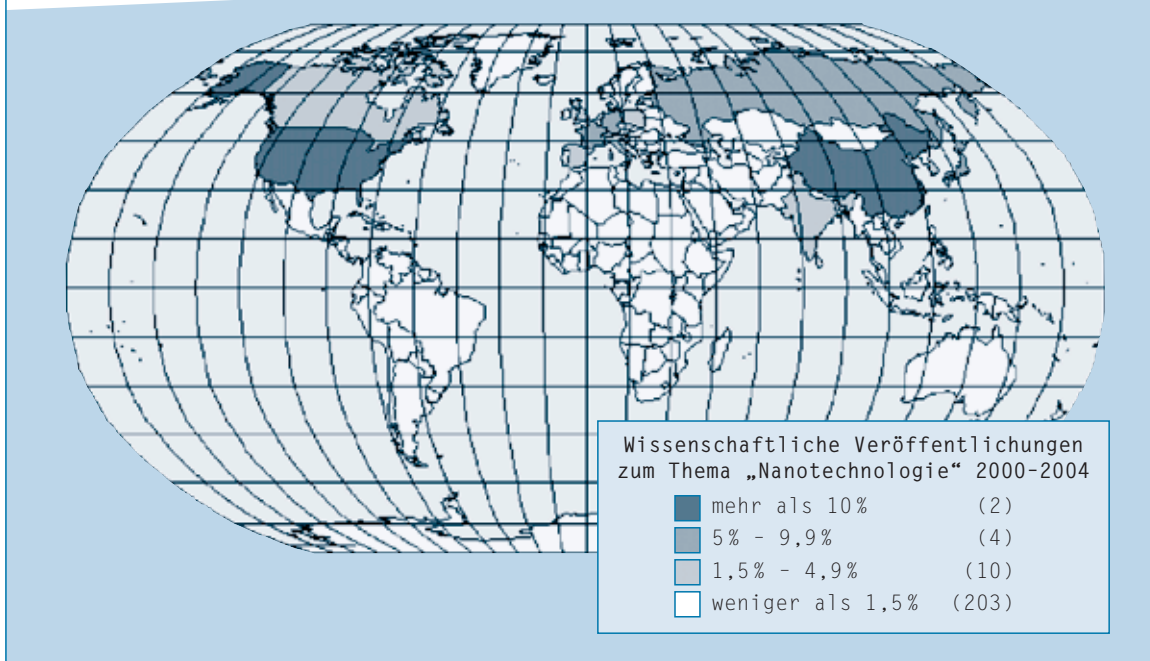 Wissenschaftliche Veröffentlichungen
zum Thema „Nanotechnologie“ 2000-2004
mehr als 10% (2)
5% - 9,9% (4)
1,5% - 4,9% (10)
weniger als 1,5% (203)